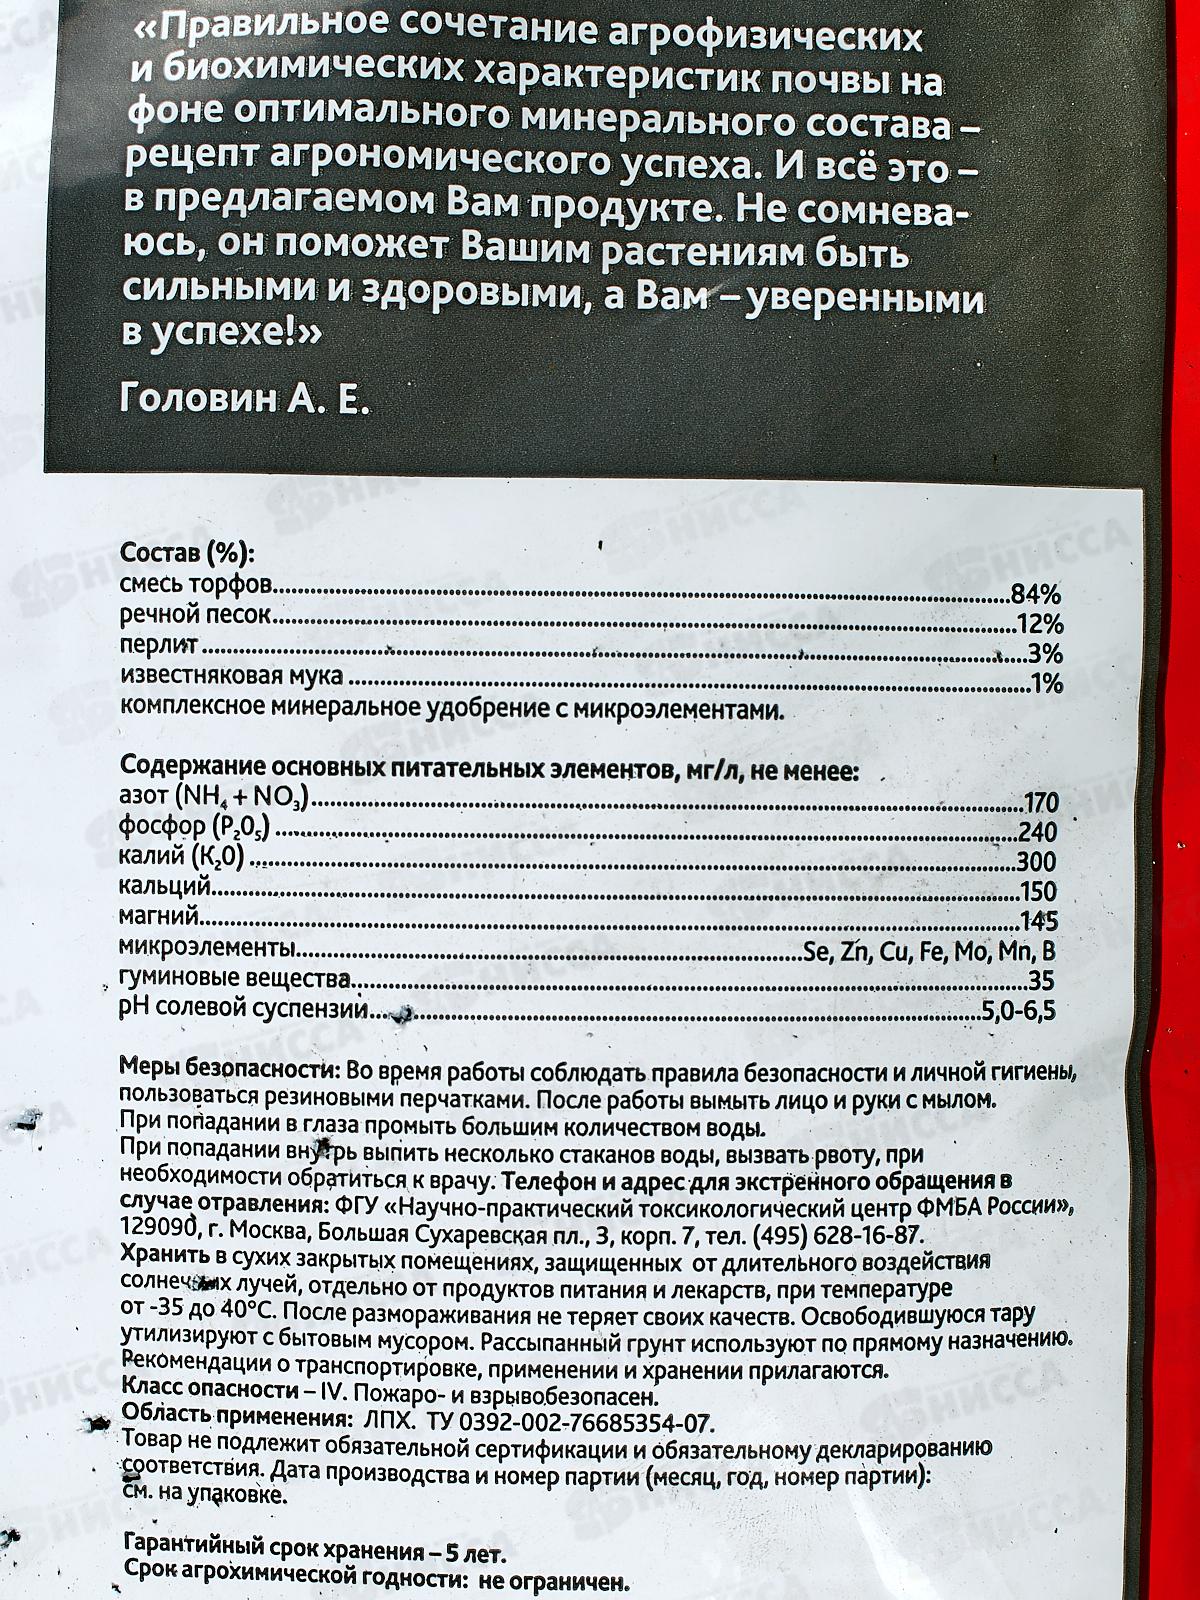 «Правильное сочетание агрофизических
и биохимических характеристик почвы на
фоне оптимального минерального состава –
рецепт агрономического успеха. И всё это –
в предлагаемом Вам продукте. Не сомнева-
юсь, он поможет Вашим растениям быть
сильными и здоровыми, а Вам – уверенными
в успехе!»
Головин А. Е.
Состав (%):
смесь торфов...84%
речной песок...12%
перлит...3%
известняковая мука...1%
комплексное минеральное удобрение с микроэлементами.
Содержание основных питательных элементов, мг/л, не менее:
азот (NH₄ + NO₃)...170
фосфор (P₂O₅)...240
калий (K₂O)...300
кальций...150
магний...145
микроэлементы...Se, Zn, Cu, Fe, Mo, Mn, B
гуминовые вещества...35
pH солевой суспензий...5,0-6,5
Меры безопасности: Во время работы соблюдать правила безопасности и личной гигиены,
пользоваться резиновыми перчатками. После работы вымыть лицо и руки с мылом.
При попадании в глаза промыть большим количеством воды.
При попадании внутрь выпить несколько стаканов воды, вызвать рвоту, при
необходимости обратиться к врачу. Телефон и адрес для экстренного обращения в
случае отравления: ФГУ «Научно-практический токсикологический центр ФМБА России»,
129090, г. Москва, Большая Сухаревская пл., 3, корп. 7, тел. (495) 628-16-87.
Хранить в сухих закрытых помещениях, защищенных от длительного воздействия
солнечных лучей, отдельно от продуктов питания и лекарств, при температуре
от -35 до 40°С. После размораживания не теряет своих качеств. Освободившуюся тару
утилизируют с бытовым мусором. Рассыпанный грунт используют по прямому назначению.
Рекомендации о транспортировке, применении и хранении прилагаются.
Класс опасности – IV. Пожаро- и взрывобезопасен.
Область применения: ЛПХ. ТУ 0392-002-76685354-07.
Товар не подлежит обязательной сертификации и обязательному декларированию
соответствия. Дата производства и номер партии (месяц, год, номер партии):
см. на упаковке.
Гарантийный срок хранения – 5 лет.
Срок агрохимической годности: не ограничен.